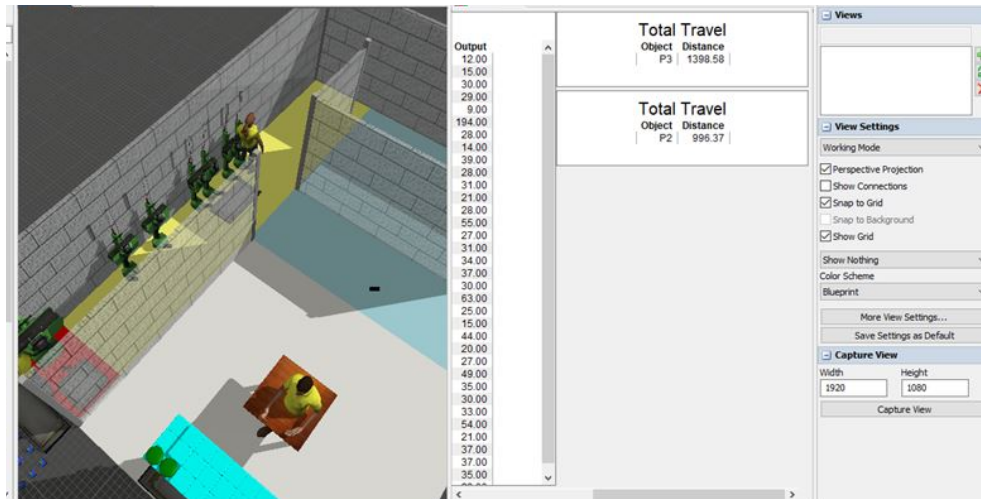 Output
12.00
15.00
30.00
29.00
9.00
194.00
28.00
14.00
39.00
28.00
31.00
21.00
28.00
55.00
27.00
31.00
34.00
37.00
30.00
63.00
25.00
15.00
44.00
20.00
27.00
49.00
35.00
30.00
33.00
54.00
21.00
37.00
37.00
35.00
Total Travel
Object Distance
P3 1398.58
Total Travel
Object Distance
P2 996.37
Views
View Settings
Working Mode
Perspective Projection
Show Connections
Snap to Grid
Snap to Background
Show Grid
Show Nothing
Color Scheme
Blueprint
More View Settings...
Save Settings as Default
Capture View
Width Height
1920 1080
Capture View